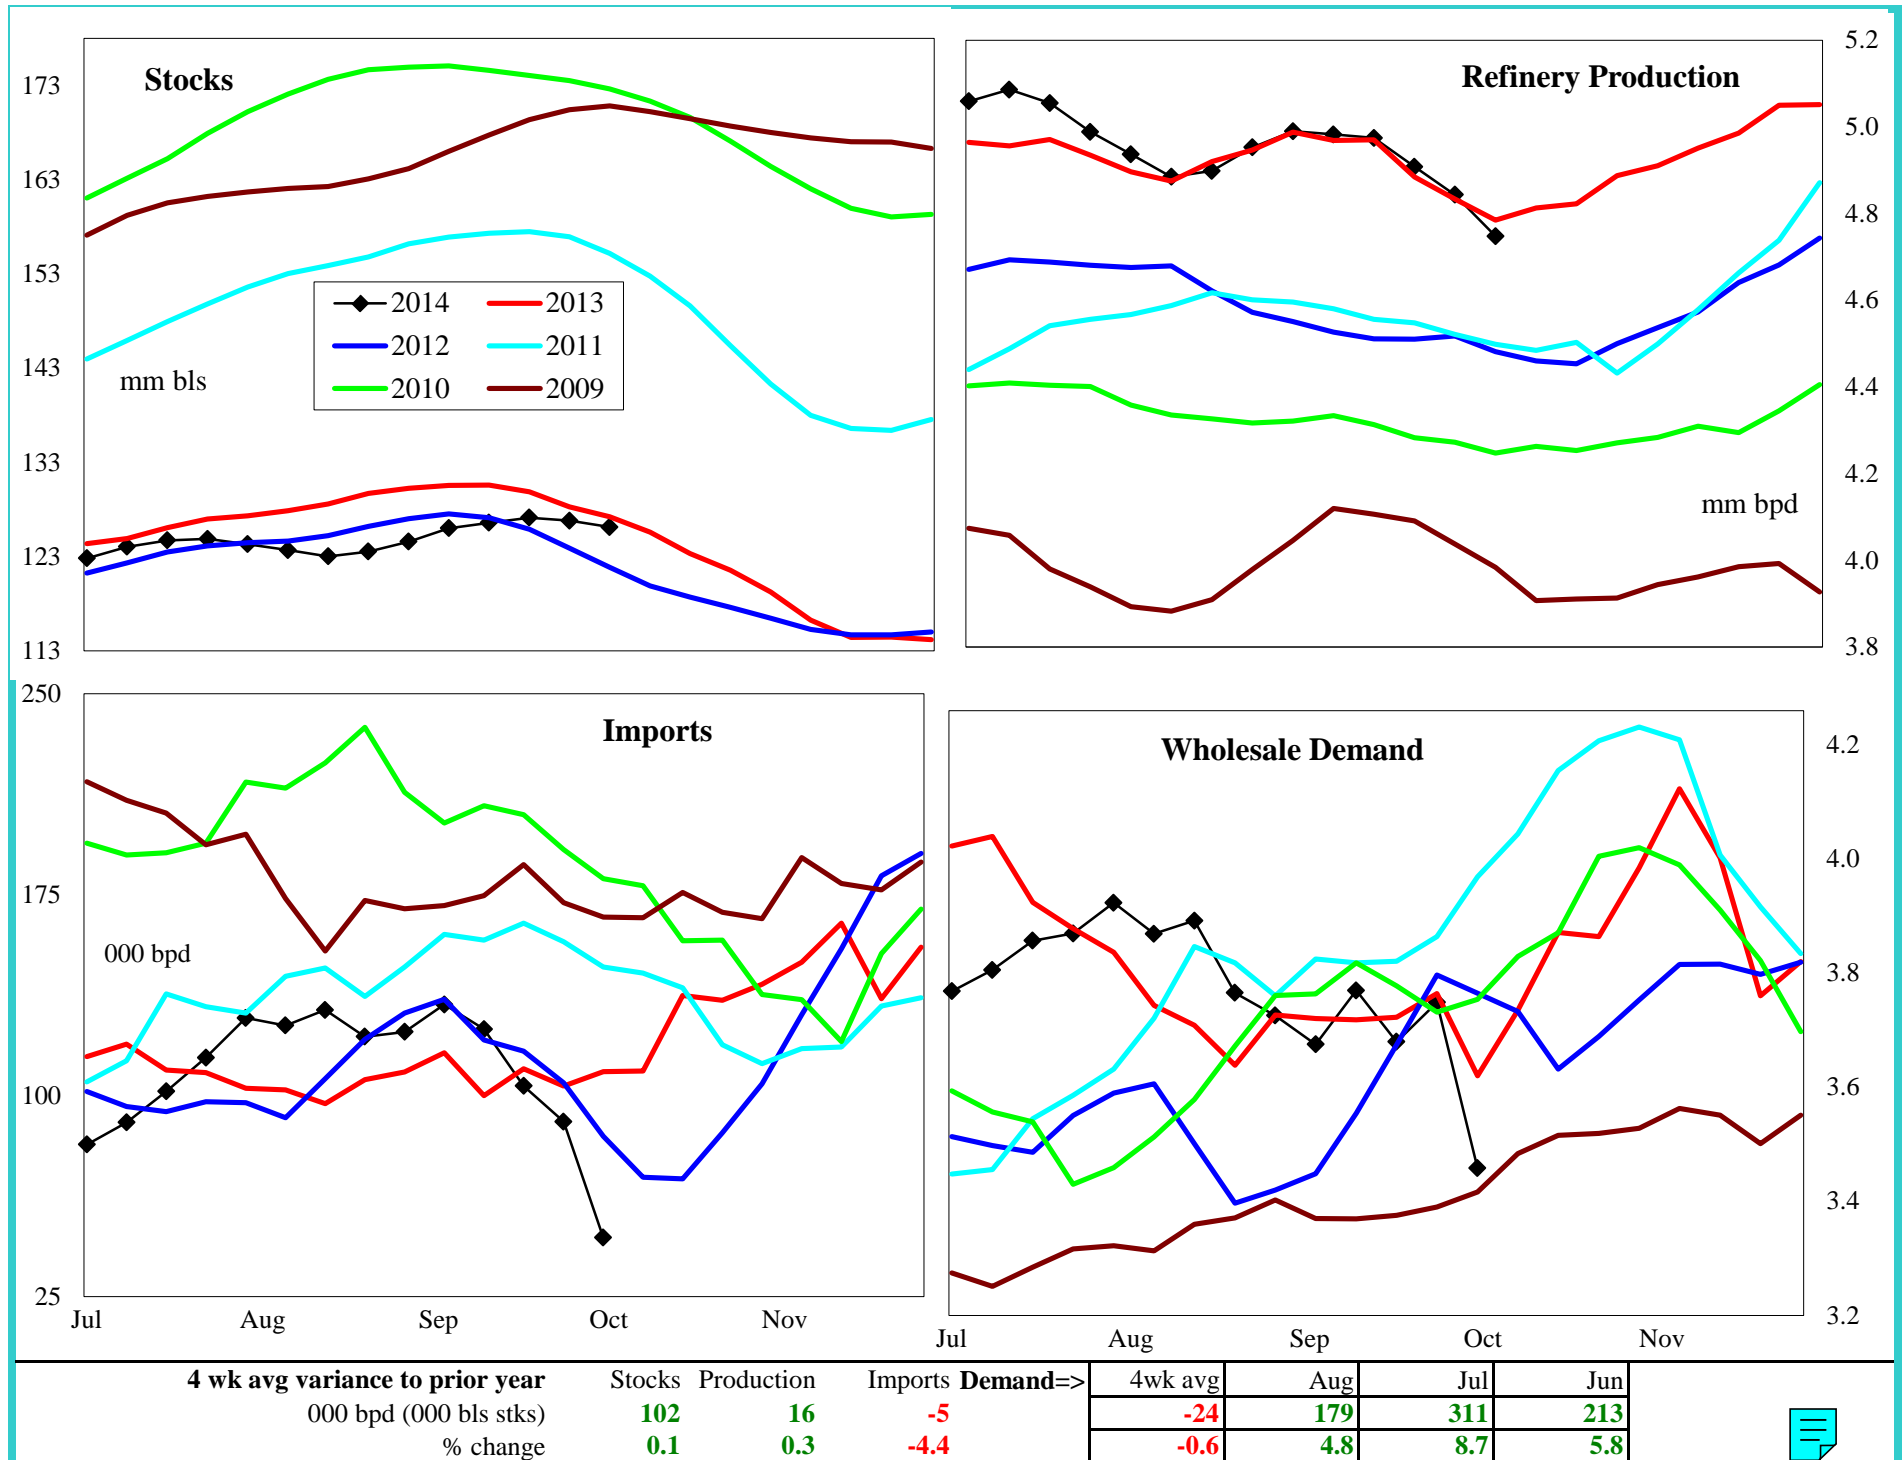 Stocks
173
163
153
143
133
123
113
mm bls
2014 2013
2012 2011
2010 2009
Refinery Production
5.2
5.0
4.8
4.6
4.4
4.2
4.0
3.8
mm bpd
Imports
250
175
100
25
000 bpd
Jul Aug Sep Oct Nov
Wholesale Demand
4.2
4.0
3.8
3.6
3.4
3.2
Jul Aug Sep Oct Nov
4 wk avg variance to prior year Stocks Production Imports Demand=> 4wk avg Aug Jul Jun
000 bpd (000 bls stks) 102 16 -5 -24 179 311 213
% change 0.1 0.3 -4.4 -0.6 4.8 8.7 5.8